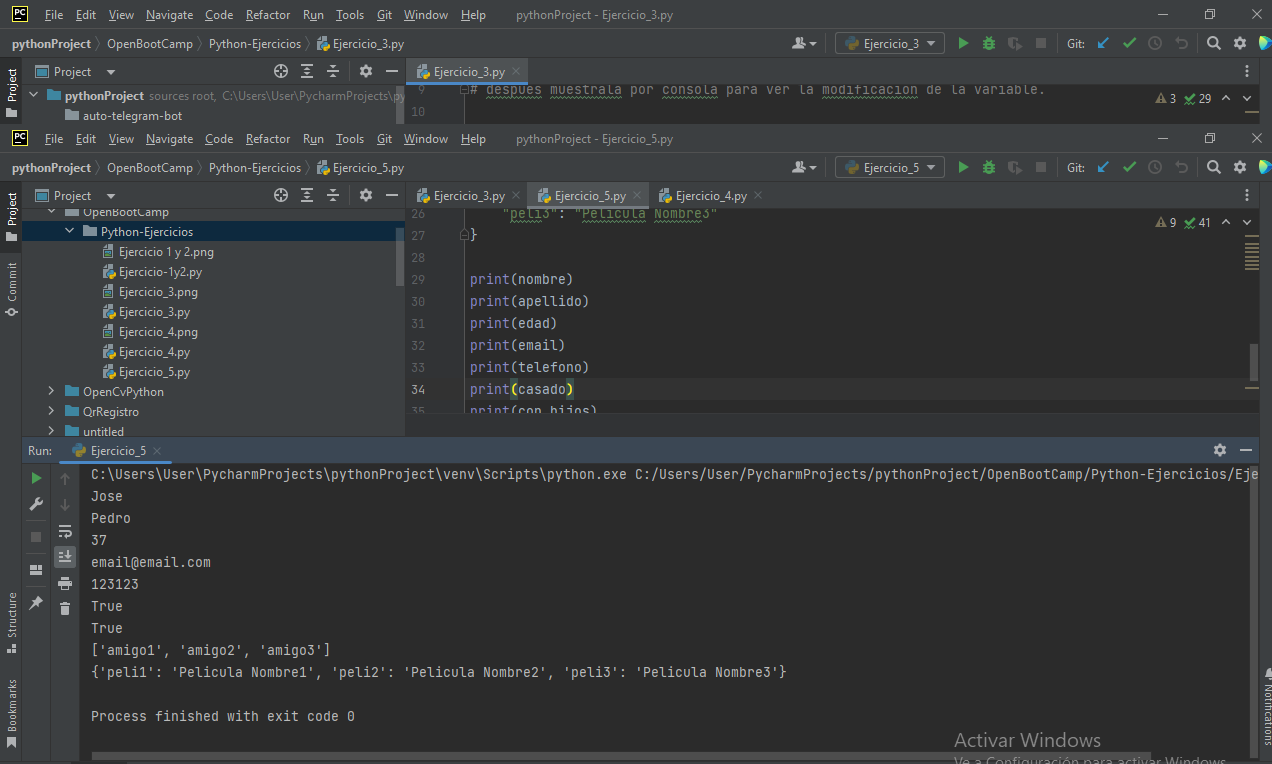 File Edit View Navigate Code Refactor Run Tools Git Window Help pythonProject - Ejercicio_3.py
pythonProject OpenBootCamp Python-Ejercicios Ejercicio_3.py Ejercicio_3 Git:
Project Project Ejercicio_3.py
pythonProject sources root, C:\Users\User\PycharmProjects\py
9 # despues muestrala por consola para ver la modificacion de la variable.
3 29
auto-telegram-bot 10
File Edit View Navigate Code Refactor Run Tools Git Window Help pythonProject - Ejercicio_5.py
pythonProject OpenBootCamp Python-Ejercicios Ejercicio_5.py Ejercicio_5 Git:
Project Project Ejercicio_3.py Ejercicio_5.py Ejercicio_4.py
OpenBootCamp
Python-Ejercicios
Ejercicio 1 y 2.png
Ejercicio-1y2.py
Ejercicio_3.png
Ejercicio_3.py
Ejercicio_4.png
Ejercicio_4.py
Ejercicio_5.py
OpenCvPython
QrRegistro
untitled
26 "peli3": "Pelicula Nombre3"
9 41
27 }
28
29 print(nombre)
30 print(apellido)
31 print(edad)
32 print(email)
33 print(telefono)
34 print(casado)
35 print(con_hijos)
Commit
Run: Ejercicio_5
C:\Users\User\PycharmProjects\pythonProject\venv\Scripts\python.exe C:/Users/User/PycharmProjects/pythonProject/OpenBootCamp/Python-Ejercicios/Eje
Jose
Pedro
37
email@email.com
123123
True
True
['amigo1', 'amigo2', 'amigo3']
{'peli1': 'Pelicula Nombre1', 'peli2': 'Pelicula Nombre2', 'peli3': 'Pelicula Nombre3'}
Process finished with exit code 0
Structure
Bookmarks
Notifications
Activar Windows
Ve a Configuración para activar Windows.